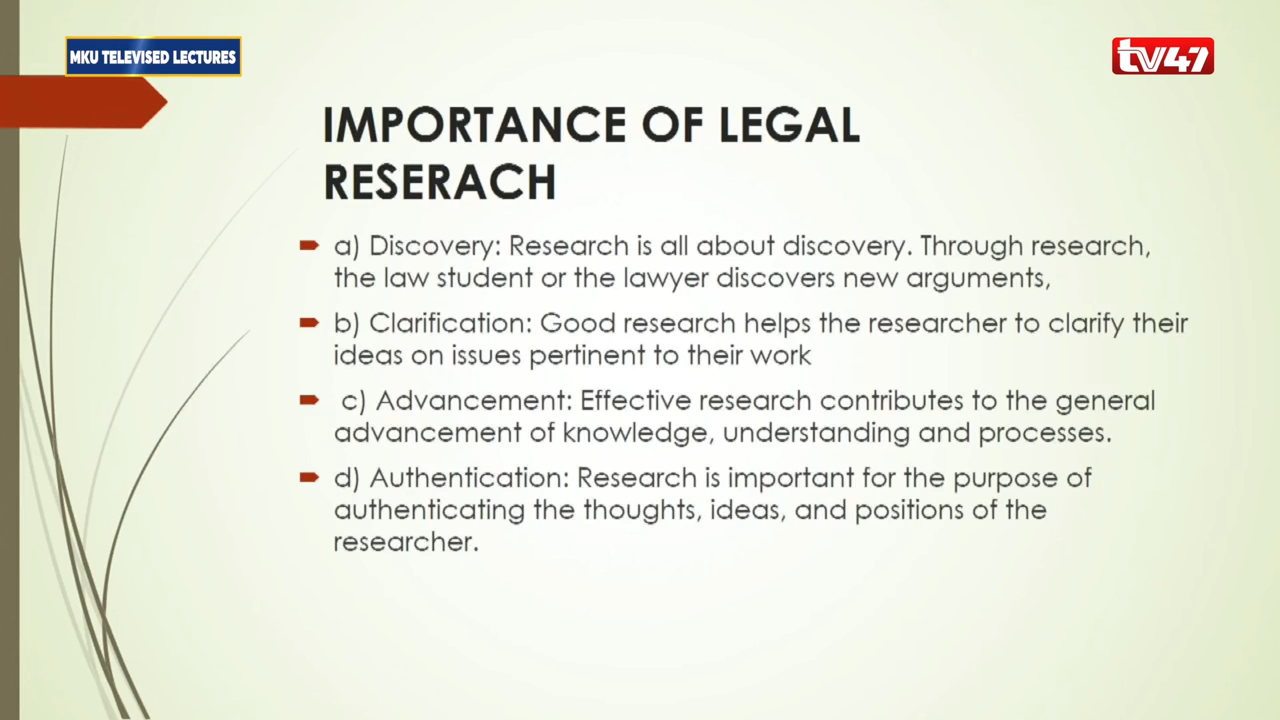 MKU TELEVISED LECTURES
tv47
IMPORTANCE OF LEGAL
RESERACH
a) Discovery: Research is all about discovery. Through research,
the law student or the lawyer discovers new arguments,
b) Clarification: Good research helps the researcher to clarify their
ideas on issues pertinent to their work
c) Advancement: Effective research contributes to the general
advancement of knowledge, understanding and processes.
d) Authentication: Research is important for the purpose of
authenticating the thoughts, ideas, and positions of the
researcher.